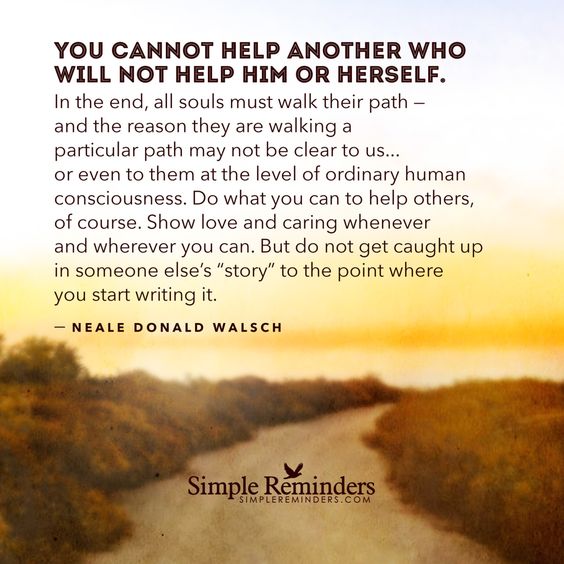 YOU CANNOT HELP ANOTHER WHO
WILL NOT HELP HIM OR HERSELF.
In the end, all souls must walk their path —
and the reason they are walking a
particular path may not be clear to us...
or even to them at the level of ordinary human
consciousness. Do what you can to help others,
of course. Show love and caring whenever
and wherever you can. But do not get caught up
in someone else’s “story” to the point where
you start writing it.
— NEALE DONALD WALSCH
Simple Reminders
SIMPLEREMINDERS.COM